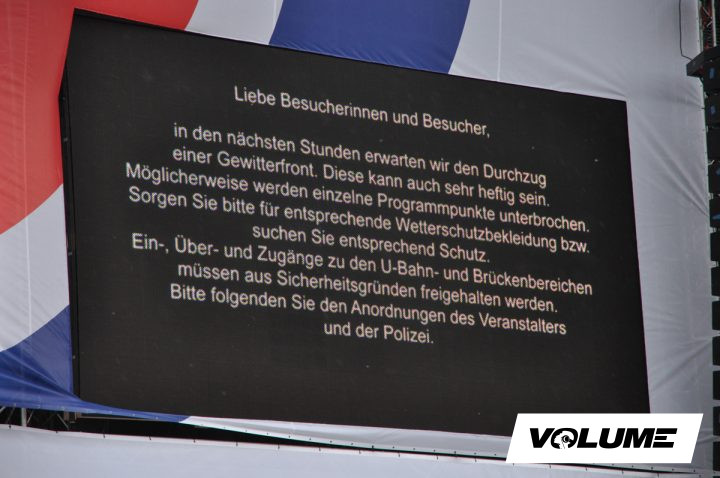 Liebe Besucherinnen und Besucher,
in den nächsten Stunden erwarten wir den Durchzug
einer Gewitterfront. Diese kann auch sehr heftig sein.
Möglicherweise werden einzelne Programmpunkte unterbrochen.
Sorgen Sie bitte für entsprechende Wetterschutzbekleidung bzw.
suchen Sie entsprechend Schutz.
Ein-, Über- und Zugänge zu den U-Bahn- und Brückenbereichen
müssen aus Sicherheitsgründen freigehalten werden.
Bitte folgenden Sie den Anordnungen des Veranstalters
und der Polizei.
VOLUME